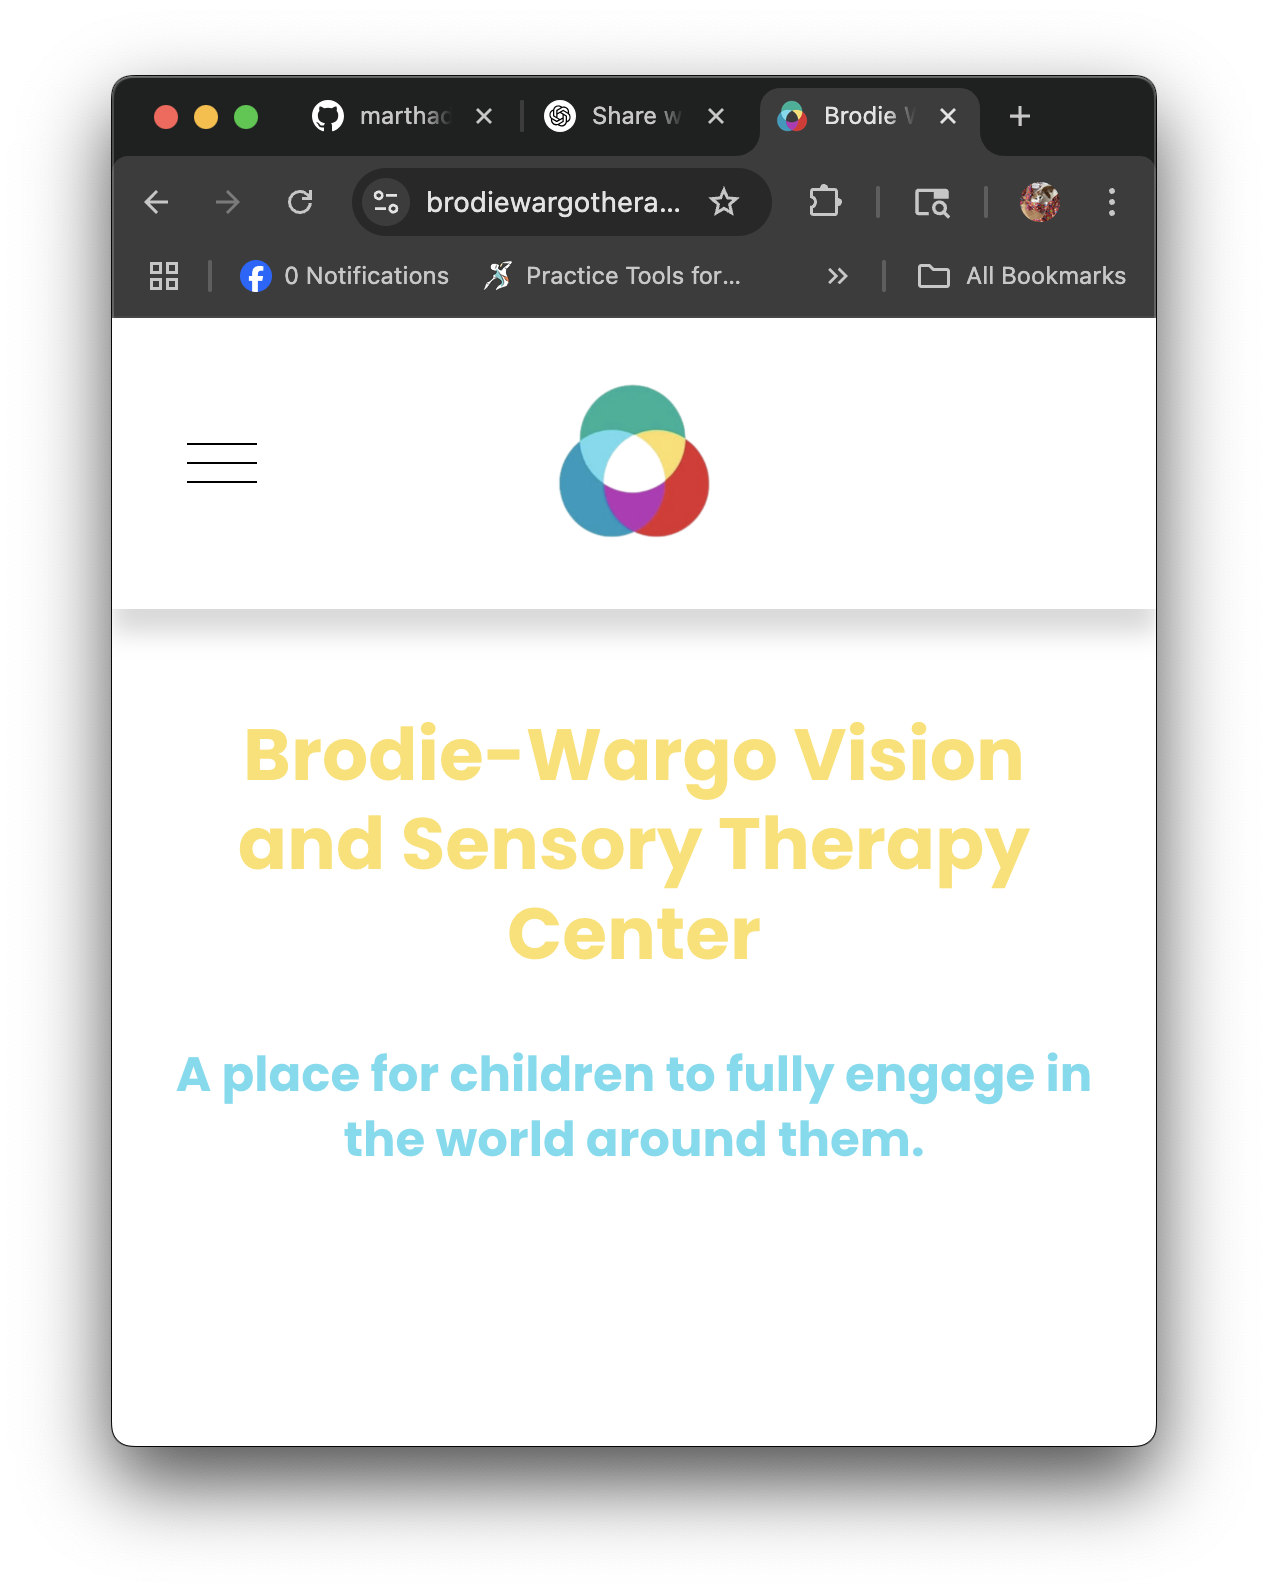 marthac
Share w
Brodie W
brodiewargothera...
0 Notifications
Practice Tools for...
All Bookmarks
Brodie-Wargo Vision
and Sensory Therapy
Center
A place for children to fully engage in
the world around them.